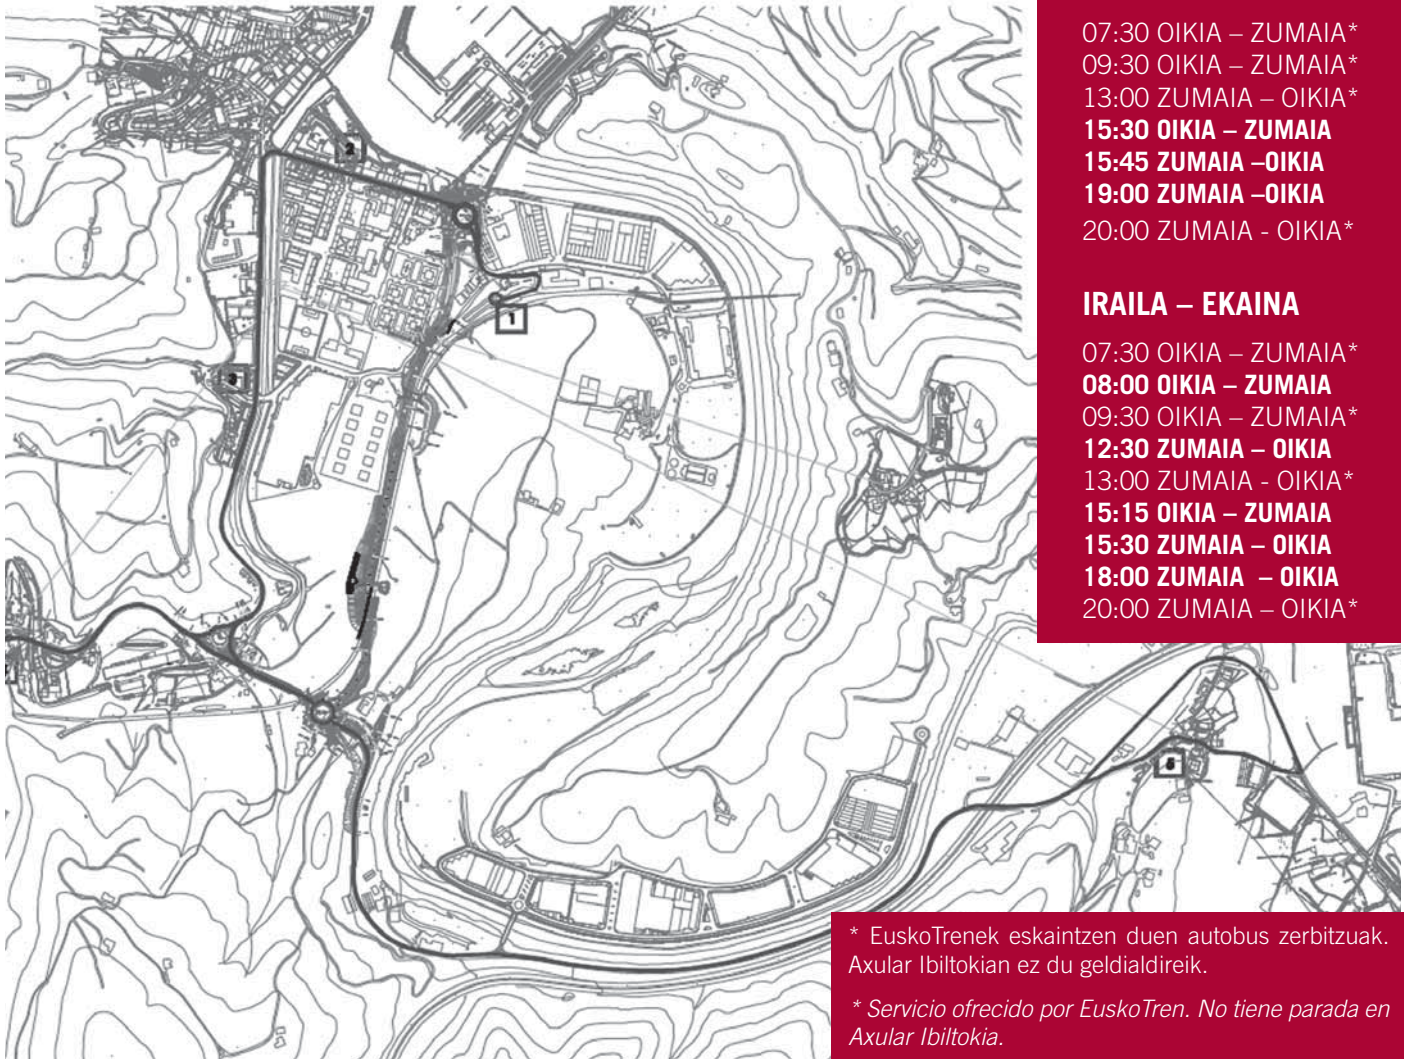 07:30 OIKIA – ZUMAIA*
09:30 OIKIA – ZUMAIA*
13:00 ZUMAIA – OIKIA*
15:30 OIKIA – ZUMAIA
15:45 ZUMAIA –OIKIA
19:00 ZUMAIA –OIKIA
20:00 ZUMAIA - OIKIA*
IRAILA – EKAINA
07:30 OIKIA – ZUMAIA*
08:00 OIKIA – ZUMAIA
09:30 OIKIA – ZUMAIA*
12:30 ZUMAIA – OIKIA
13:00 ZUMAIA - OIKIA*
15:15 OIKIA – ZUMAIA
15:30 ZUMAIA – OIKIA
18:00 ZUMAIA – OIKIA
20:00 ZUMAIA – OIKIA*
2
1
3
5
* EuskoTrenek eskaintzen duen autobus zerbitzuak.
Axular Ibiltokian ez du geldialdireik.
* Servicio ofrecido por EuskoTren. No tiene parada en
Axular Ibiltokia.